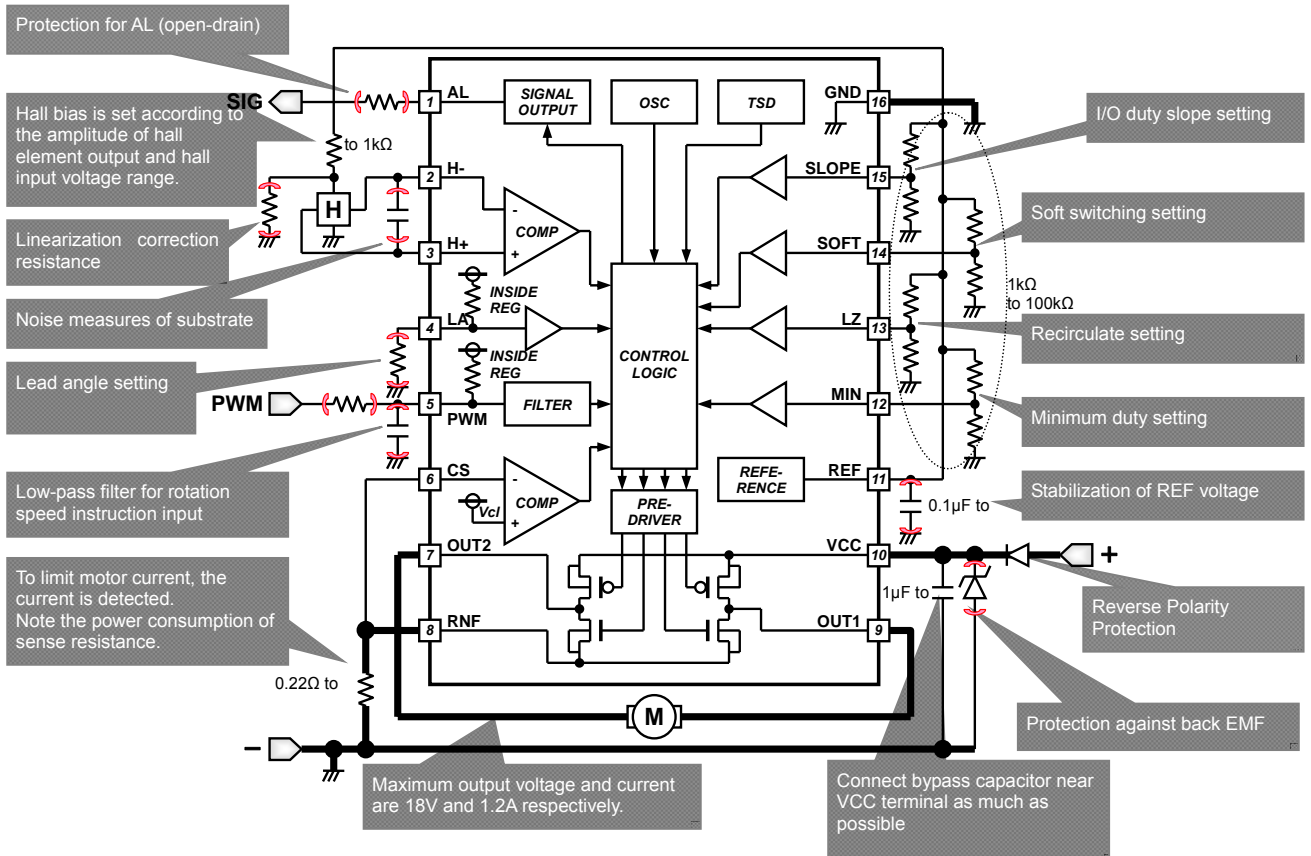 Protection for AL (open-drain)
SIG
Hall bias is set according to
the amplitude of hall
element output and hall
input voltage range.
to 1kΩ
H
Linearization correction
resistance
Noise measures of substrate
Lead angle setting
PWM
Low-pass filter for rotation
speed instruction input
To limit motor current, the
current is detected.
Note the power consumption of
sense resistance.
0.22Ω to
–
1 AL
2 H-
3 H+
4 LA
5 PWM
6 CS
7 OUT2
8 RNF
SIGNAL
OUTPUT
OSC
TSD
-
COMP
+
INSIDE
REG
INSIDE
REG
FILTER
CONTROL
LOGIC
-
Vcl
COMP
+
PRE-
DRIVER
REFE-
RENCE
M
GND 16
SLOPE 15
SOFT 14
LZ 13
MIN 12
REF 11
VCC 10
OUT1 9
I/O duty slope setting
Soft switching setting
1kΩ
to 100kΩ
Recirculate setting
Minimum duty setting
Stabilization of REF voltage
0.1μF to
+
1μF to
Reverse Polarity
Protection
Protection against back EMF
Maximum output voltage and current
are 18V and 1.2A respectively.
Connect bypass capacitor near
VCC terminal as much as
possible